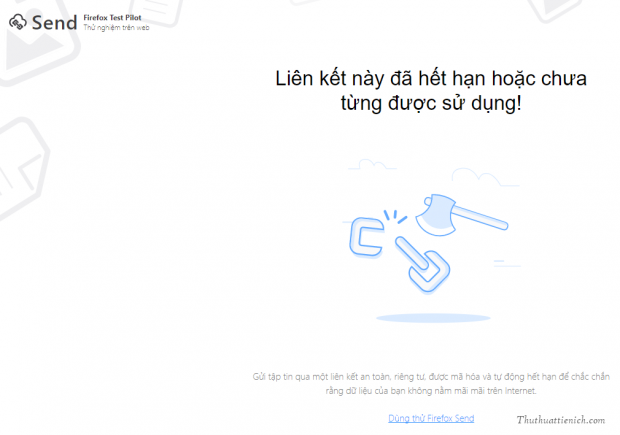 Send
Firefox Test Pilot
Thử nghiệm trên web
Liên kết này đã hết hạn hoặc chưa
từng được sử dụng!
Gửi tập tin qua một liên kết an toàn, riêng tư, được mã hóa và tự động hết hạn để chắc chắn
rằng dữ liệu của bạn không nằm mãi mãi trên Internet.
Dùng thử Firefox Send
Thuthuattienich.com